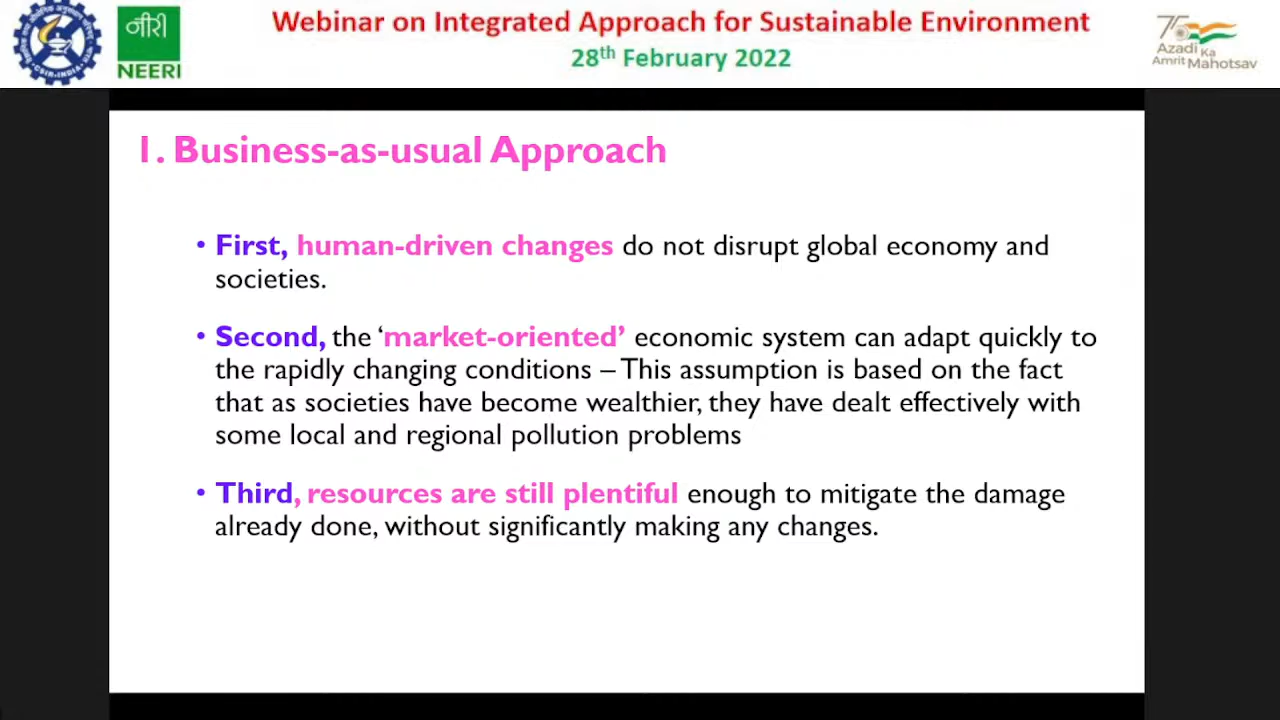 Webinar on Integrated Approach for Sustainable Environment
28th February 2022
नीरी
NEERI
CSIR-INDIA
75
Azadi Ka
Amrit Mahotsav
1. Business-as-usual Approach
• First, human-driven changes do not disrupt global economy and
societies.
• Second, the ‘market-oriented’ economic system can adapt quickly to
the rapidly changing conditions – This assumption is based on the fact
that as societies have become wealthier, they have dealt effectively with
some local and regional pollution problems
• Third, resources are still plentiful enough to mitigate the damage
already done, without significantly making any changes.